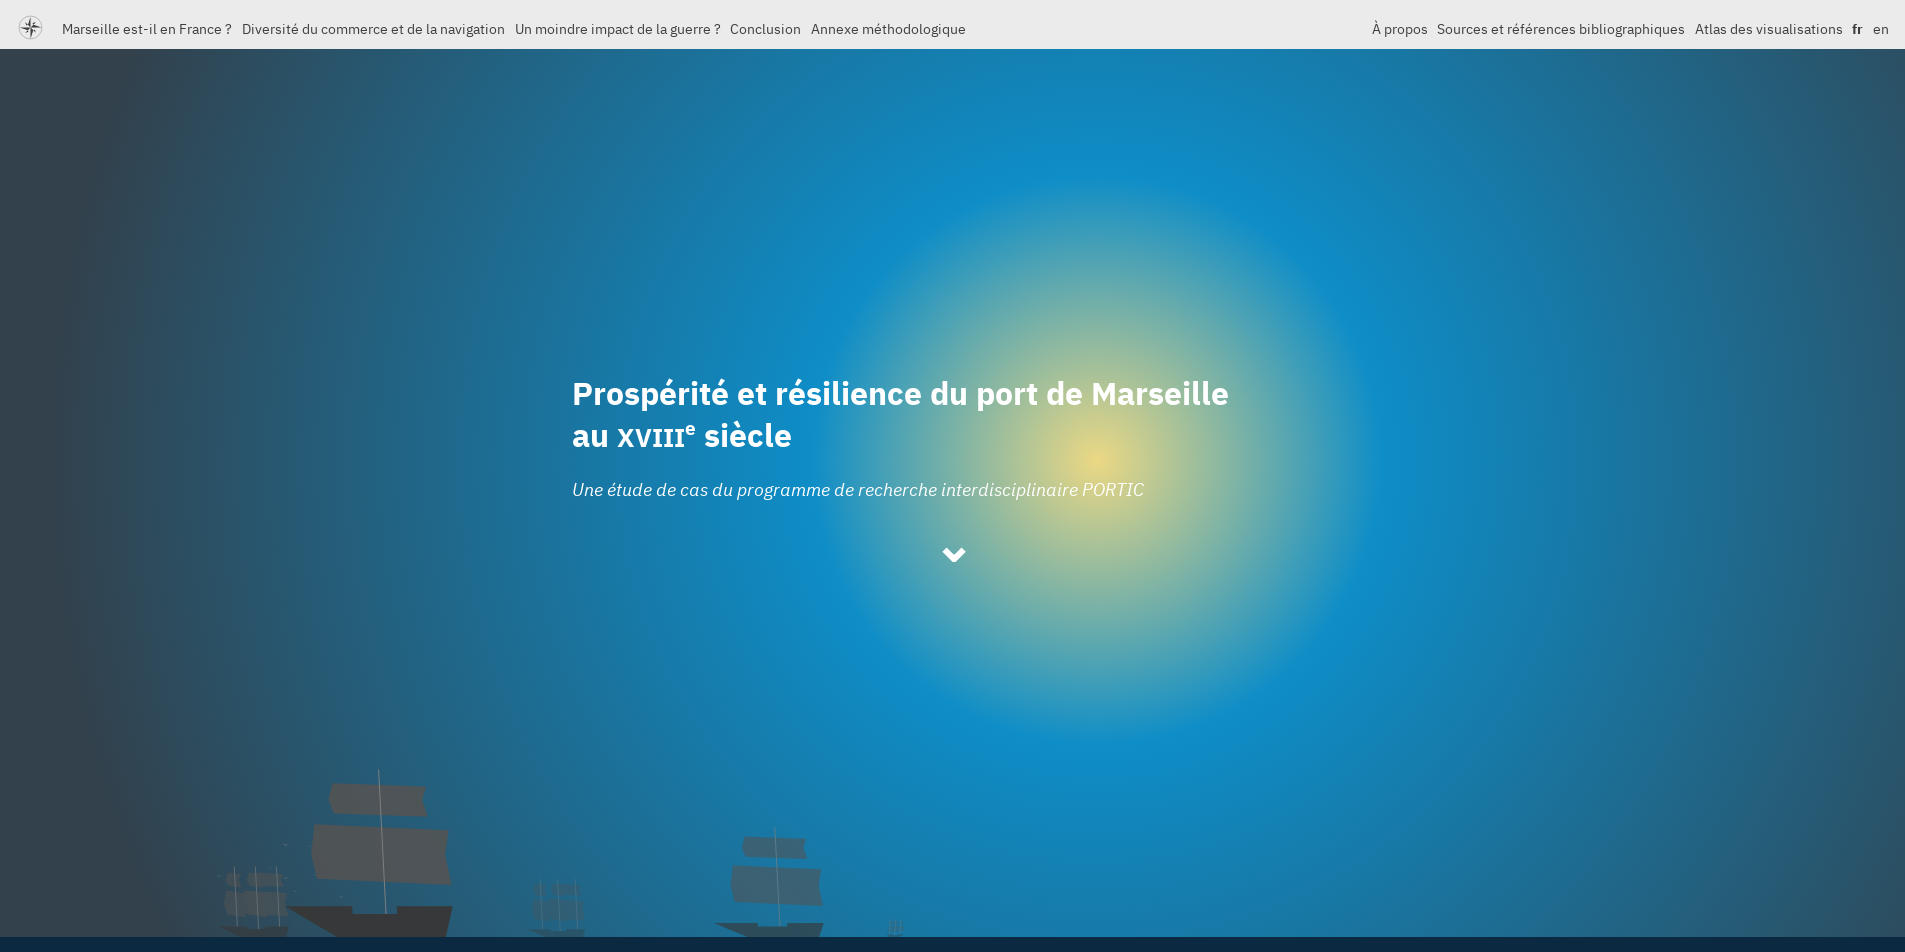 Marseille est-il en France ? Diversité du commerce et de la navigation Un moindre impact de la guerre ? Conclusion Annexe méthodologique À propos Sources et références bibliographiques Atlas des visualisations fr en
Prospérité et résilience du port de Marseille
au XVIIIe siècle
Une étude de cas du programme de recherche interdisciplinaire PORTIC